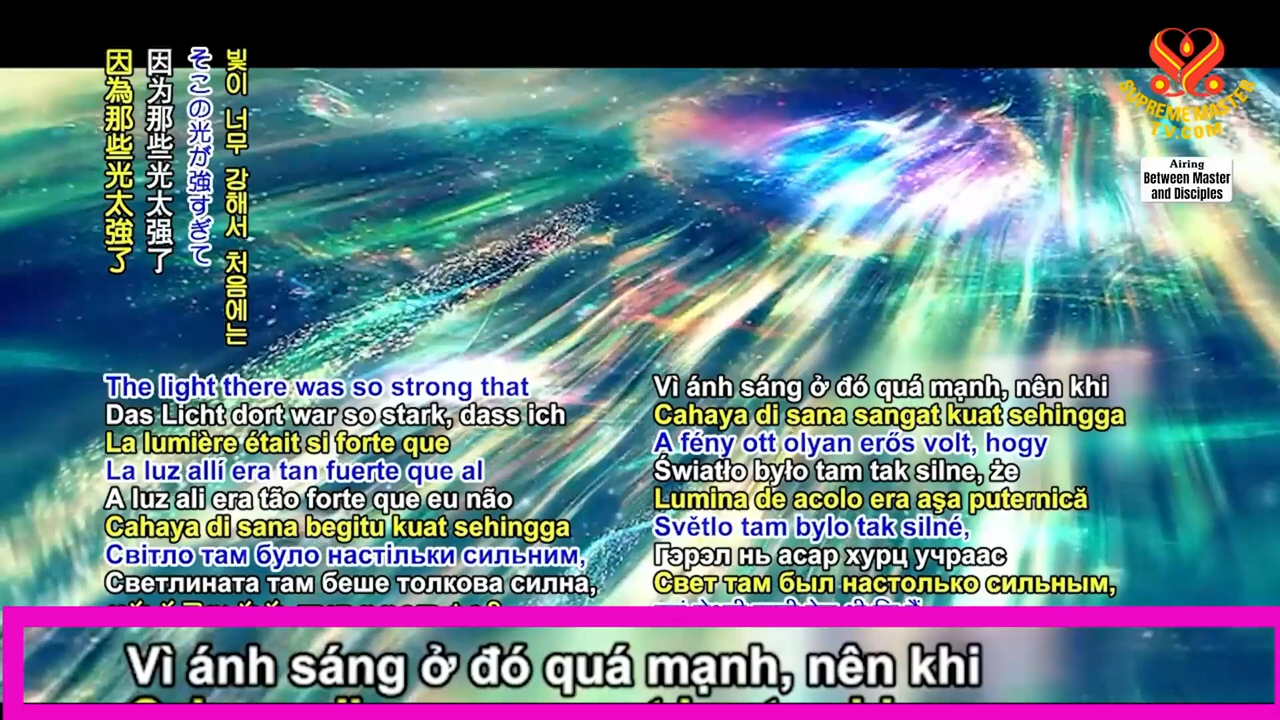 因為那些光太強了
因为那些光太强了
そこの光が強すぎて
빛이 너무 강해서 처음에는
SUPREME MASTER
TV.COM
Airing
Between Master
and Disciples
The light there was so strong that
Das Licht dort war so stark, dass ich
La lumière était si forte que
La luz allí era tan fuerte que al
A luz ali era tão forte que eu não
Cahaya di sana begitu kuat sehingga
Світло там було настільки сильним,
Светлината там беше толкова силна,
Vì ánh sáng ở đó quá mạnh, nên khi
Cahaya di sana sangat kuat sehingga
A fény ott olyan erős volt, hogy
Światło było tam tak silne, że
Lumina de acolo era aşa puternică
Světlo tam bylo tak silné,
Гэрэл нь асар хурц учраас
Свет там был настолько сильным,
Vì ánh sáng ở đó quá mạnh, nên khi